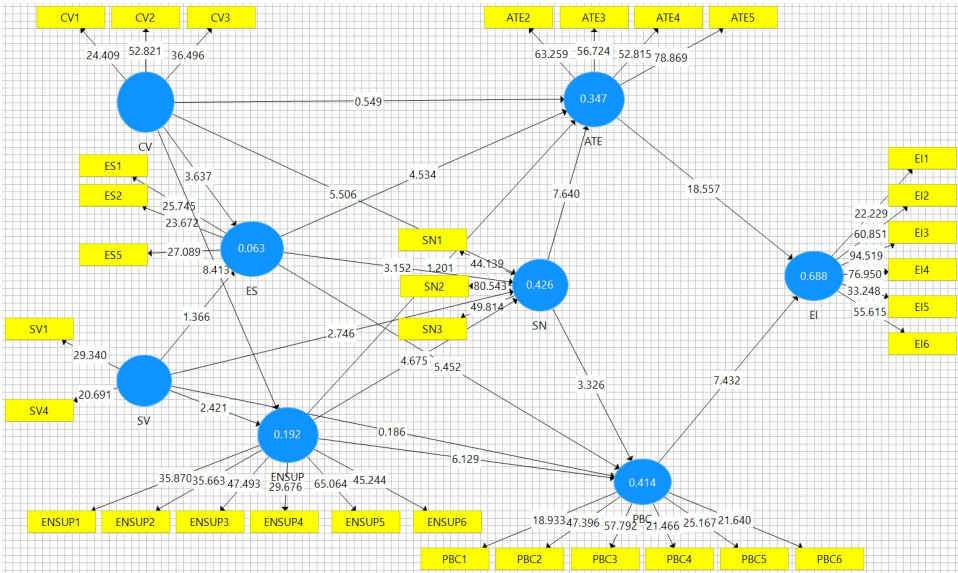 CV1
CV2
CV3
ATE2
ATE3
ATE4
ATE5
24.409
52.821
36.496
63.259
56.724
52.815
78.869
0.549
0.347
CV
ATE
ES1
ES2
ES5
3.637
25.745
23.672
27.089
0.063
ES
8.413
4.534
5.506
7.640
18.557
SN1
SN2
SN3
3.152
1.201
44.139
80.543
49.814
0.426
SN
EI1
EI2
EI3
EI4
EI5
EI6
22.229
60.851
94.519
76.950
33.248
55.615
0.688
EI
1.366
2.746
SV1
SV4
29.340
20.691
SV
2.421
4.675
5.452
3.326
7.432
0.186
6.129
0.192
ENSUP
0.414
PBC
35.870
35.663
47.493
29.676
65.064
45.244
ENSUP1
ENSUP2
ENSUP3
ENSUP4
ENSUP5
ENSUP6
18.933
47.396
57.792
21.466
25.167
21.640
PBC1
PBC2
PBC3
PBC4
PBC5
PBC6